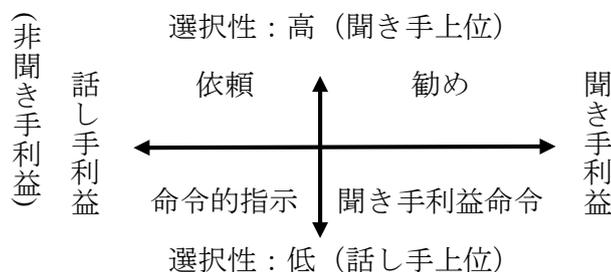 選択性：高（聞き手上位）
（非聞き手利益）
話し手利益
依頼
勧め
聞き手利益
命令的指示
聞き手利益命令
選択性：低（話し手上位）